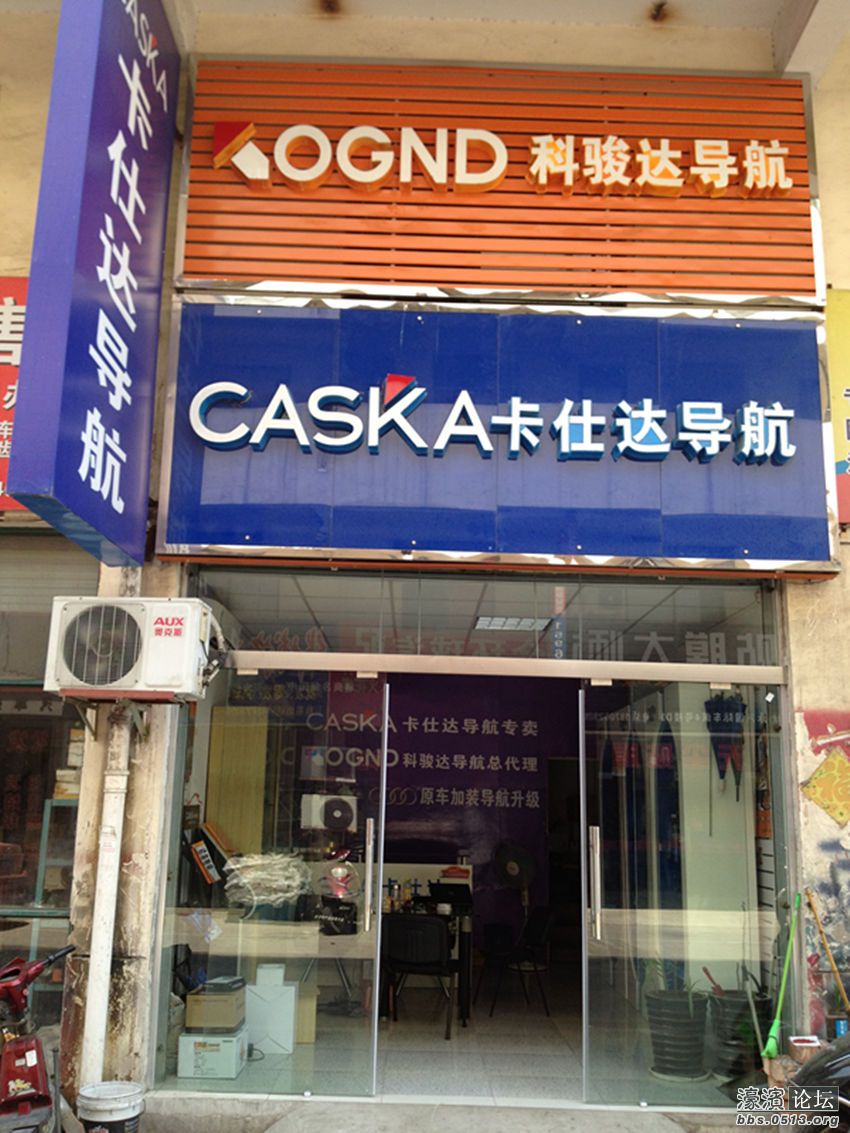 CASKA 卡仕达导航
KOGND 科骏达导航
CASKA卡仕达导航
售
AUX
奥克斯
CASKA 卡仕达导航专卖
KOGND 科骏达导航总代理
原车加装导航升级
濠滨论坛
bbs.0513.org